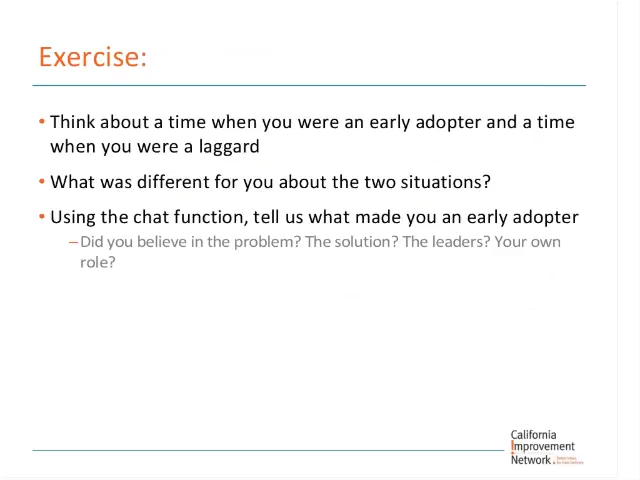 Exercise:
• Think about a time when you were an early adopter and a time
when you were a laggard
• What was different for you about the two situations?
• Using the chat function, tell us what made you an early adopter
–Did you believe in the problem? The solution? The leaders? Your own
role?
California
Improvement
Network